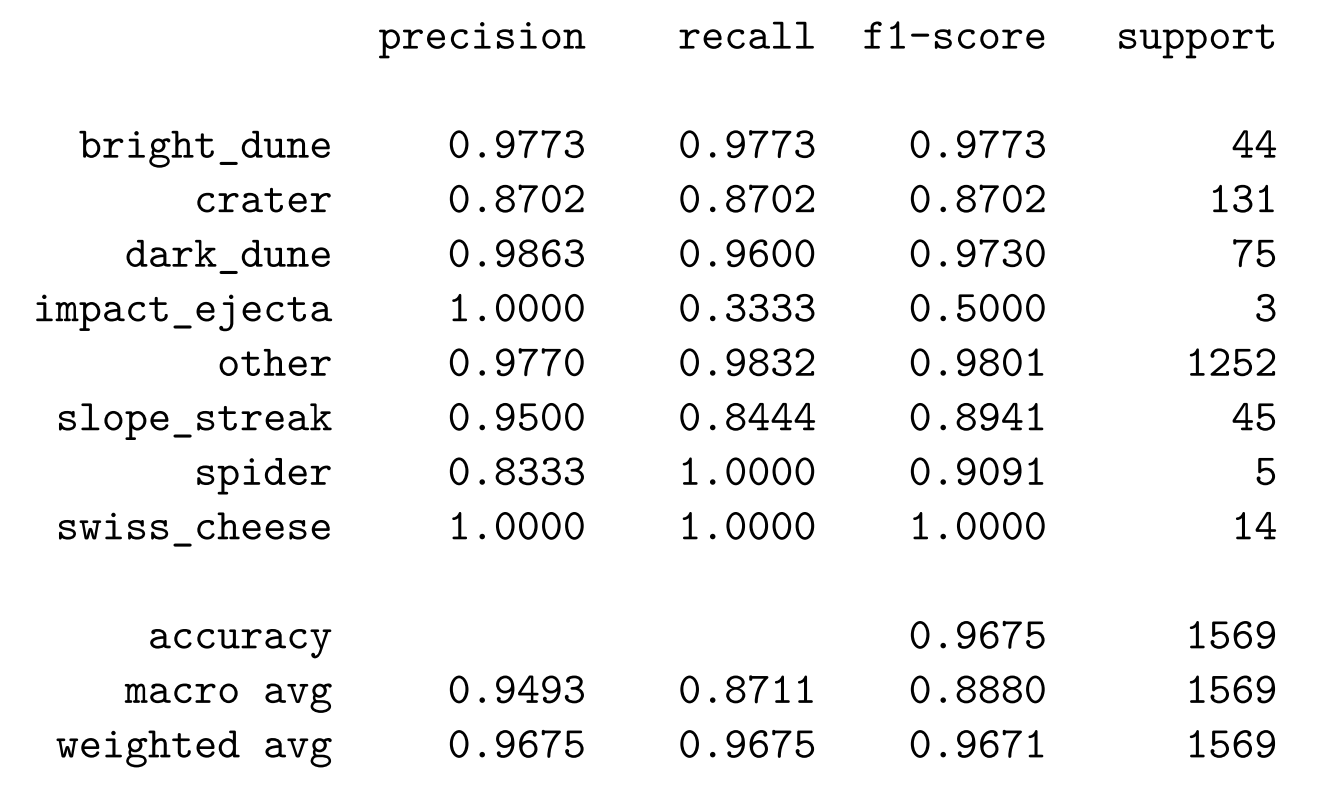 precision recall f1-score support
bright_dune 0.9773 0.9773 0.9773 44
crater 0.8702 0.8702 0.8702 131
dark_dune 0.9863 0.9600 0.9730 75
impact_ejecta 1.0000 0.3333 0.5000 3
other 0.9770 0.9832 0.9801 1252
slope_streak 0.9500 0.8444 0.8941 45
spider 0.8333 1.0000 0.9091 5
swiss_cheese 1.0000 1.0000 1.0000 14
accuracy 0.9675 1569
macro avg 0.9493 0.8711 0.8880 1569
weighted avg 0.9675 0.9675 0.9671 1569